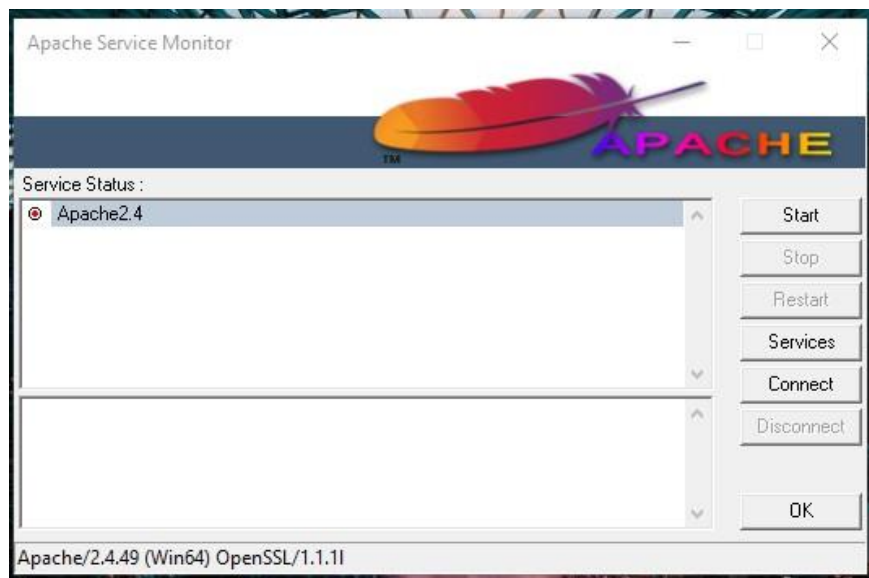 Apache Service Monitor
TM
APACHE
Service Status :
Apache2.4
Start
Stop
Restart
Services
Connect
Disconnect
OK
Apache/2.4.49 (Win64) OpenSSL/1.1.1l